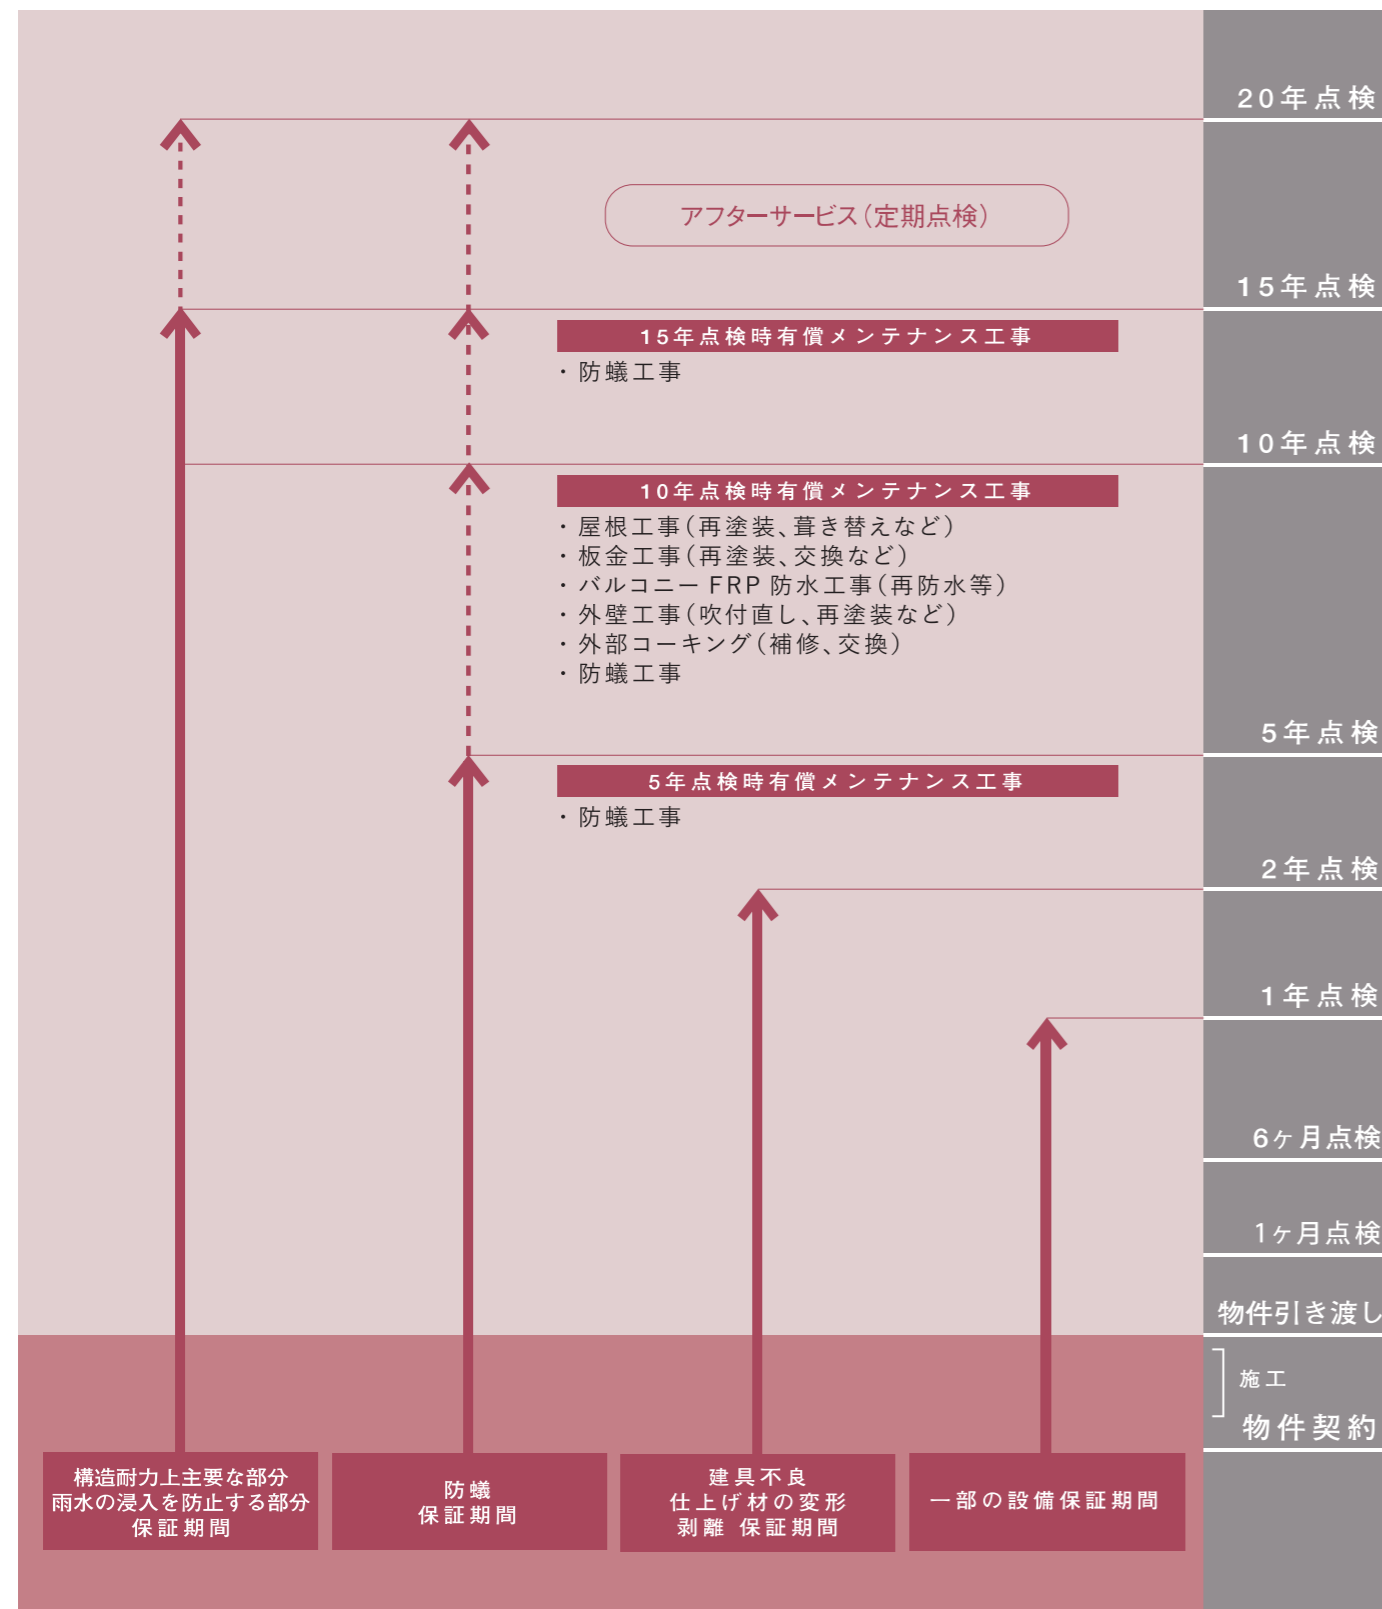 20年点検
アフターサービス(定期点検)
15年点検
15年点検時有償メンテナンス工事
・防蟻工事
10年点検
10年点検時有償メンテナンス工事
・屋根工事(再塗装、葺き替えなど)
・板金工事(再塗装、交換など)
・バルコニー FRP 防水工事(再防水等)
・外壁工事(吹付直し、再塗装など)
・外部コーキング(補修、交換)
・防蟻工事
5年点検
5年点検時有償メンテナンス工事
・防蟻工事
2年点検
1年点検
6ヶ月点検
1ヶ月点検
物件引き渡し
施工
物件契約
構造耐力上主要な部分
雨水の浸入を防止する部分
保証期間
防蟻
保証期間
建具不良
仕上げ材の変形
剥離 保証期間
一部の設備保証期間